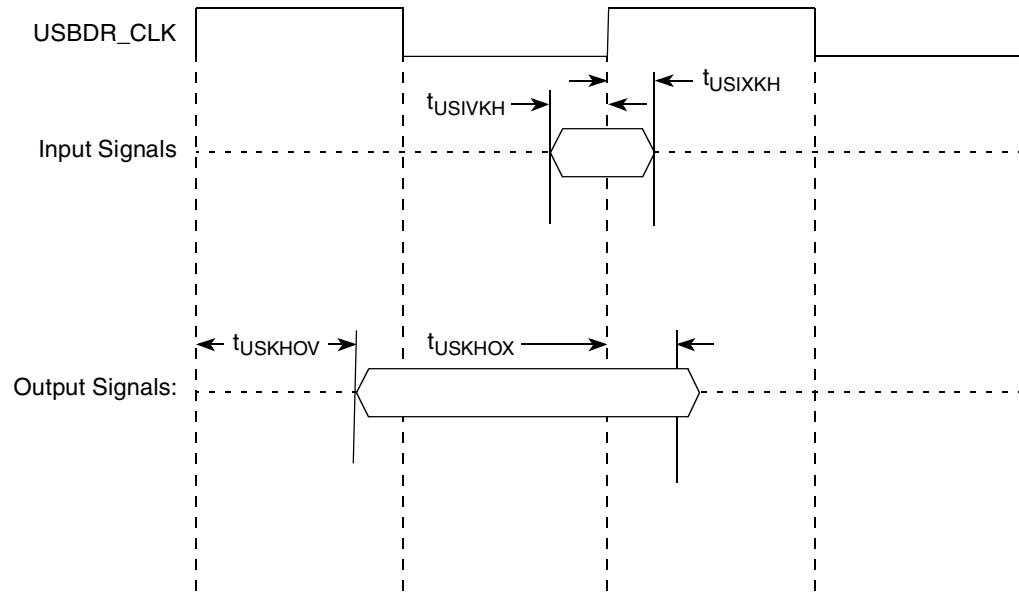 USBDR_CLK
tUSIXKH
tUSIVKH
Input Signals
tUSKHOV
tUSKHOX
Output Signals: